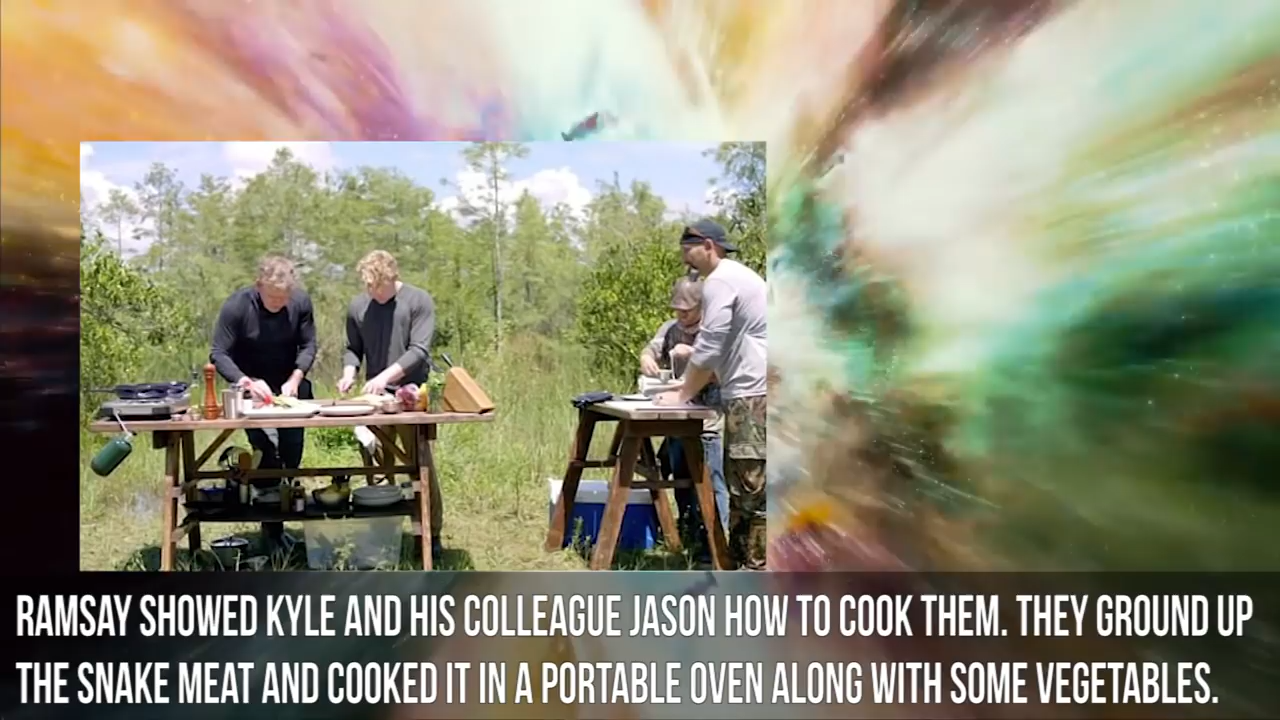 RAMSAY SHOWED KYLE AND HIS COLLEAGUE JASON HOW TO COOK THEM. THEY GROUND UP
THE SNAKE MEAT AND COOKED IT IN A PORTABLE OVEN ALONG WITH SOME VEGETABLES.